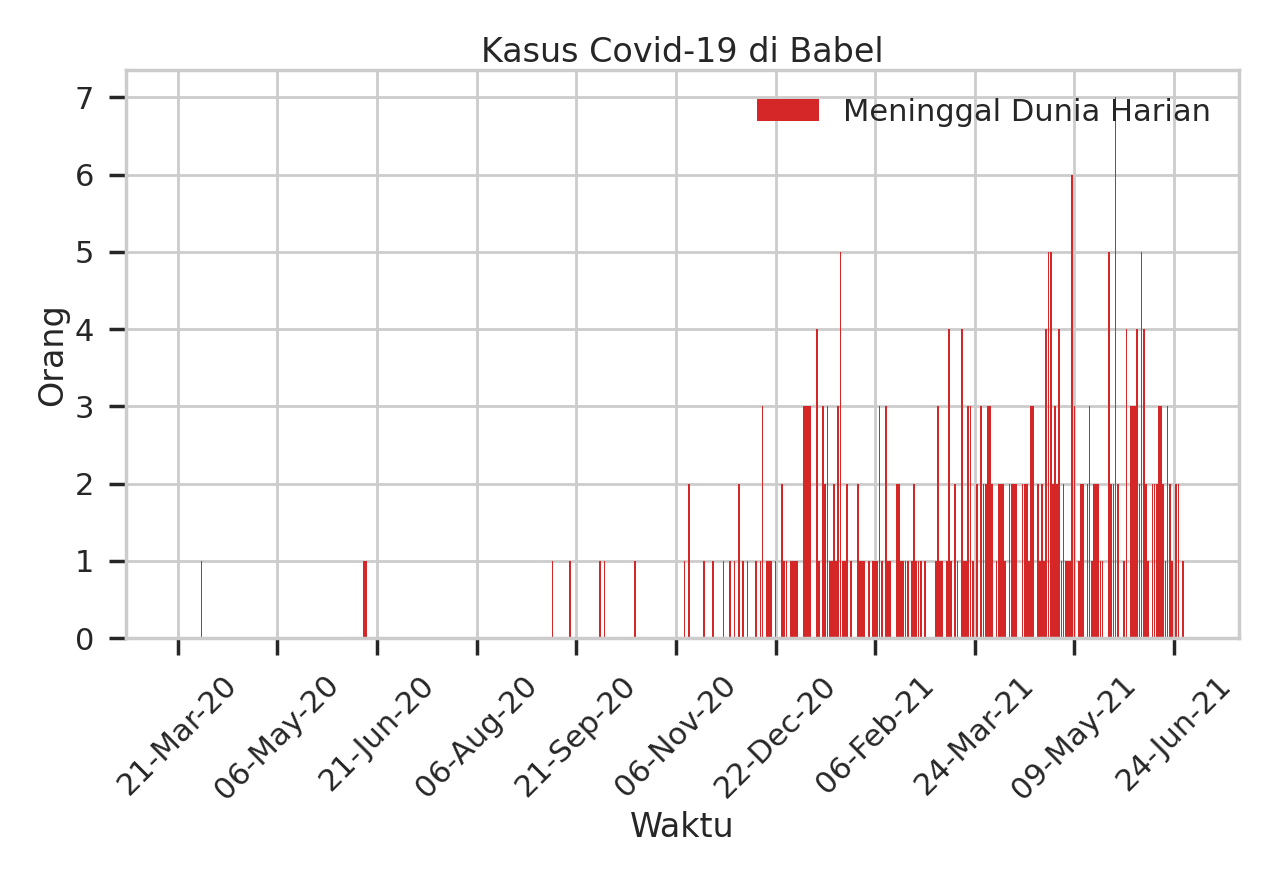 Kasus Covid-19 di Babel
Meninggal Dunia Harian
7
6
5
4
3
2
1
0
Orang
21-Mar-20
06-May-20
21-Jun-20
06-Aug-20
21-Sep-20
06-Nov-20
22-Dec-20
06-Feb-21
24-Mar-21
09-May-21
24-Jun-21
Waktu